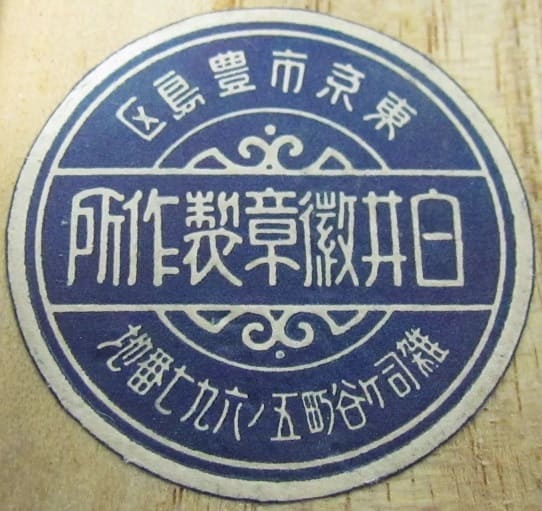 東京市豊島区
白井徽章製作所
雑司ケ谷町五ノ六九七番地